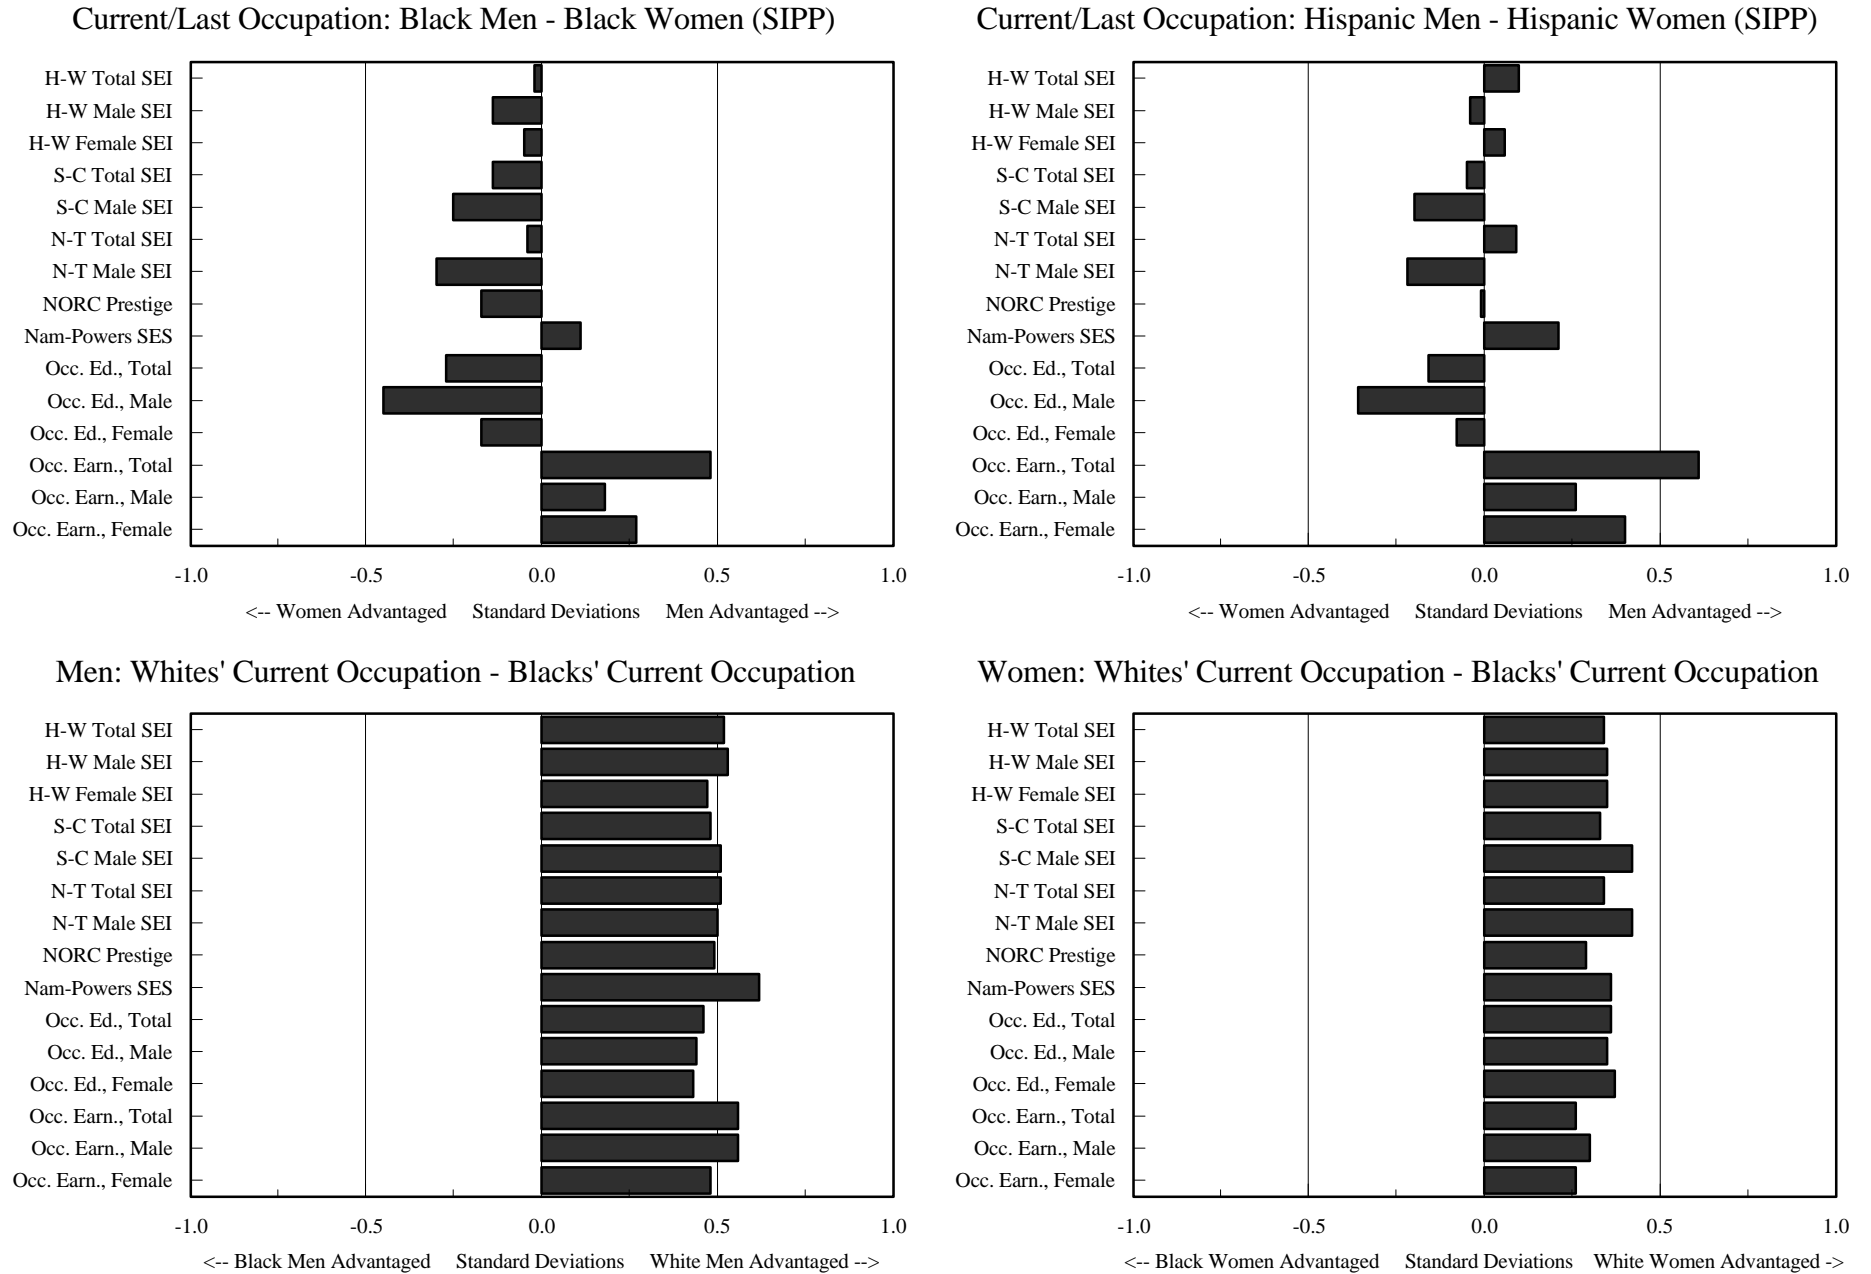 Current/Last Occupation: Black Men - Black Women (SIPP)
H-W Total SEI
H-W Male SEI
H-W Female SEI
S-C Total SEI
S-C Male SEI
N-T Total SEI
N-T Male SEI
NORC Prestige
Nam-Powers SES
Occ. Ed., Total
Occ. Ed., Male
Occ. Ed., Female
Occ. Earn., Total
Occ. Earn., Male
Occ. Earn., Female
-1.0 -0.5 0.0 0.5 1.0
<-- Women Advantaged Standard Deviations Men Advantaged -->
Current/Last Occupation: Hispanic Men - Hispanic Women (SIPP)
H-W Total SEI
H-W Male SEI
H-W Female SEI
S-C Total SEI
S-C Male SEI
N-T Total SEI
N-T Male SEI
NORC Prestige
Nam-Powers SES
Occ. Ed., Total
Occ. Ed., Male
Occ. Ed., Female
Occ. Earn., Total
Occ. Earn., Male
Occ. Earn., Female
-1.0 -0.5 0.0 0.5 1.0
<-- Women Advantaged Standard Deviations Men Advantaged -->
Men: Whites' Current Occupation - Blacks' Current Occupation
H-W Total SEI
H-W Male SEI
H-W Female SEI
S-C Total SEI
S-C Male SEI
N-T Total SEI
N-T Male SEI
NORC Prestige
Nam-Powers SES
Occ. Ed., Total
Occ. Ed., Male
Occ. Ed., Female
Occ. Earn., Total
Occ. Earn., Male
Occ. Earn., Female
-1.0 -0.5 0.0 0.5 1.0
<-- Black Men Advantaged Standard Deviations White Men Advantaged -->
Women: Whites' Current Occupation - Blacks' Current Occupation
H-W Total SEI
H-W Male SEI
H-W Female SEI
S-C Total SEI
S-C Male SEI
N-T Total SEI
N-T Male SEI
NORC Prestige
Nam-Powers SES
Occ. Ed., Total
Occ. Ed., Male
Occ. Ed., Female
Occ. Earn., Total
Occ. Earn., Male
Occ. Earn., Female
-1.0 -0.5 0.0 0.5 1.0
<-- Black Women Advantaged Standard Deviations White Women Advantaged ->